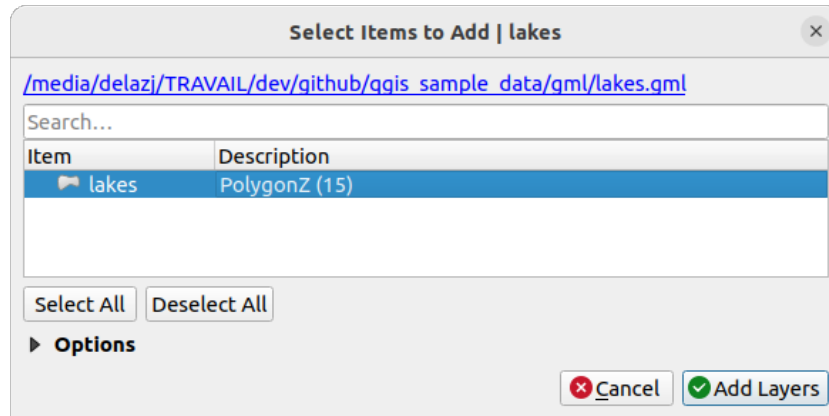 Select Items to Add | lakes
/media/delazj/TRAVAIL/dev/github/qgis_sample_data/gml/lakes.gml
Search…
Item Description
lakes PolygonZ (15)
Select All Deselect All
Options
Cancel Add Layers